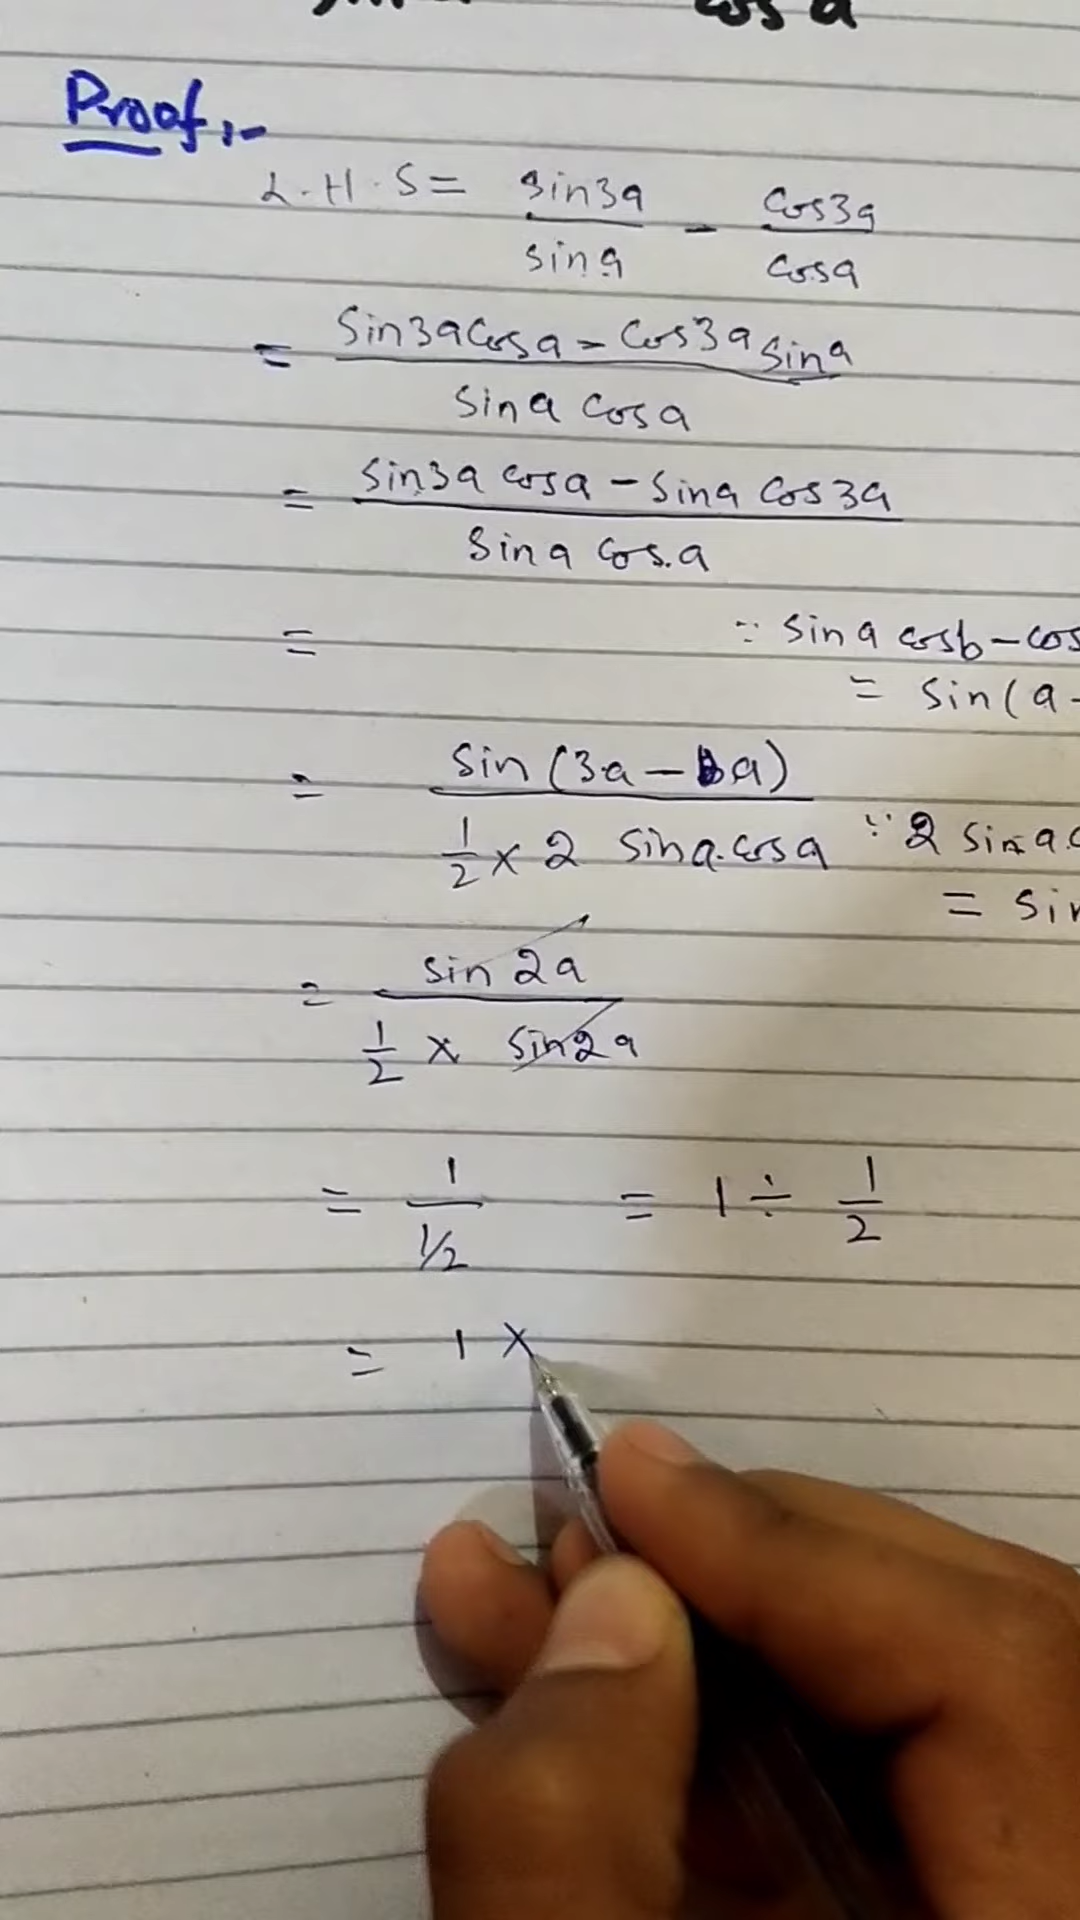 cos a
Proof :-
L.H.S = sin3a/sina - cos3a/cosa
= sin3a cosa - cos3a sina / sina cosa
= sin3a cosa - sina cos3a / sina cos.a
= ∵ sina cosb - cos
= sin(a -
= sin(3a - a) / 1/2 × 2 sina.cosa ∵ 2 sina.c
= sin
= sin2a / 1/2 × sin2a
= 1 / 1/2 = 1 ÷ 1/2
= 1 ×